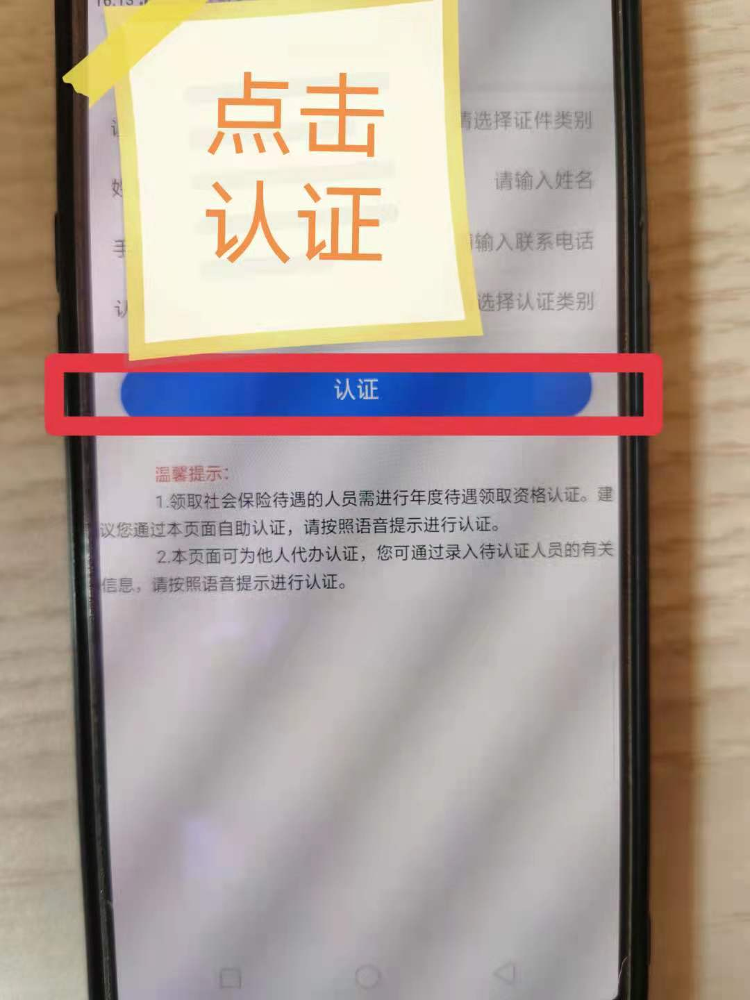 点击
认证
请选择证件类别
请输入姓名
手
输入联系电话
选择认证类别
认证
温馨提示：
1.领取社会保险待遇的人员需进行年度待遇领取资格认证。建
议您通过本页面自助认证，请按照语音提示进行认证。
2.本页面可为他人代办认证，您可通过录入待认证人员的有关
信息，请按照语音提示进行认证。